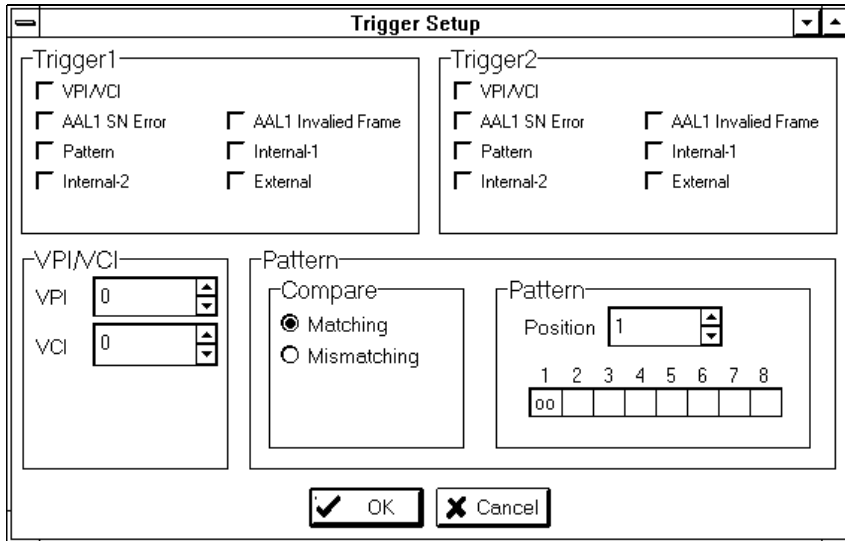 Trigger Setup
Trigger1
VPI/VCI
AAL1 SN Error
AAL1 Invalied Frame
Pattern
Internal-1
Internal-2
External
Trigger2
VPI/VCI
AAL1 SN Error
AAL1 Invalied Frame
Pattern
Internal-1
Internal-2
External
VPI/VCI
VPI 0
VCI 0
Pattern
Compare
Matching
Mismatching
Pattern
Position 1
1 2 3 4 5 6 7 8
00
OK
Cancel